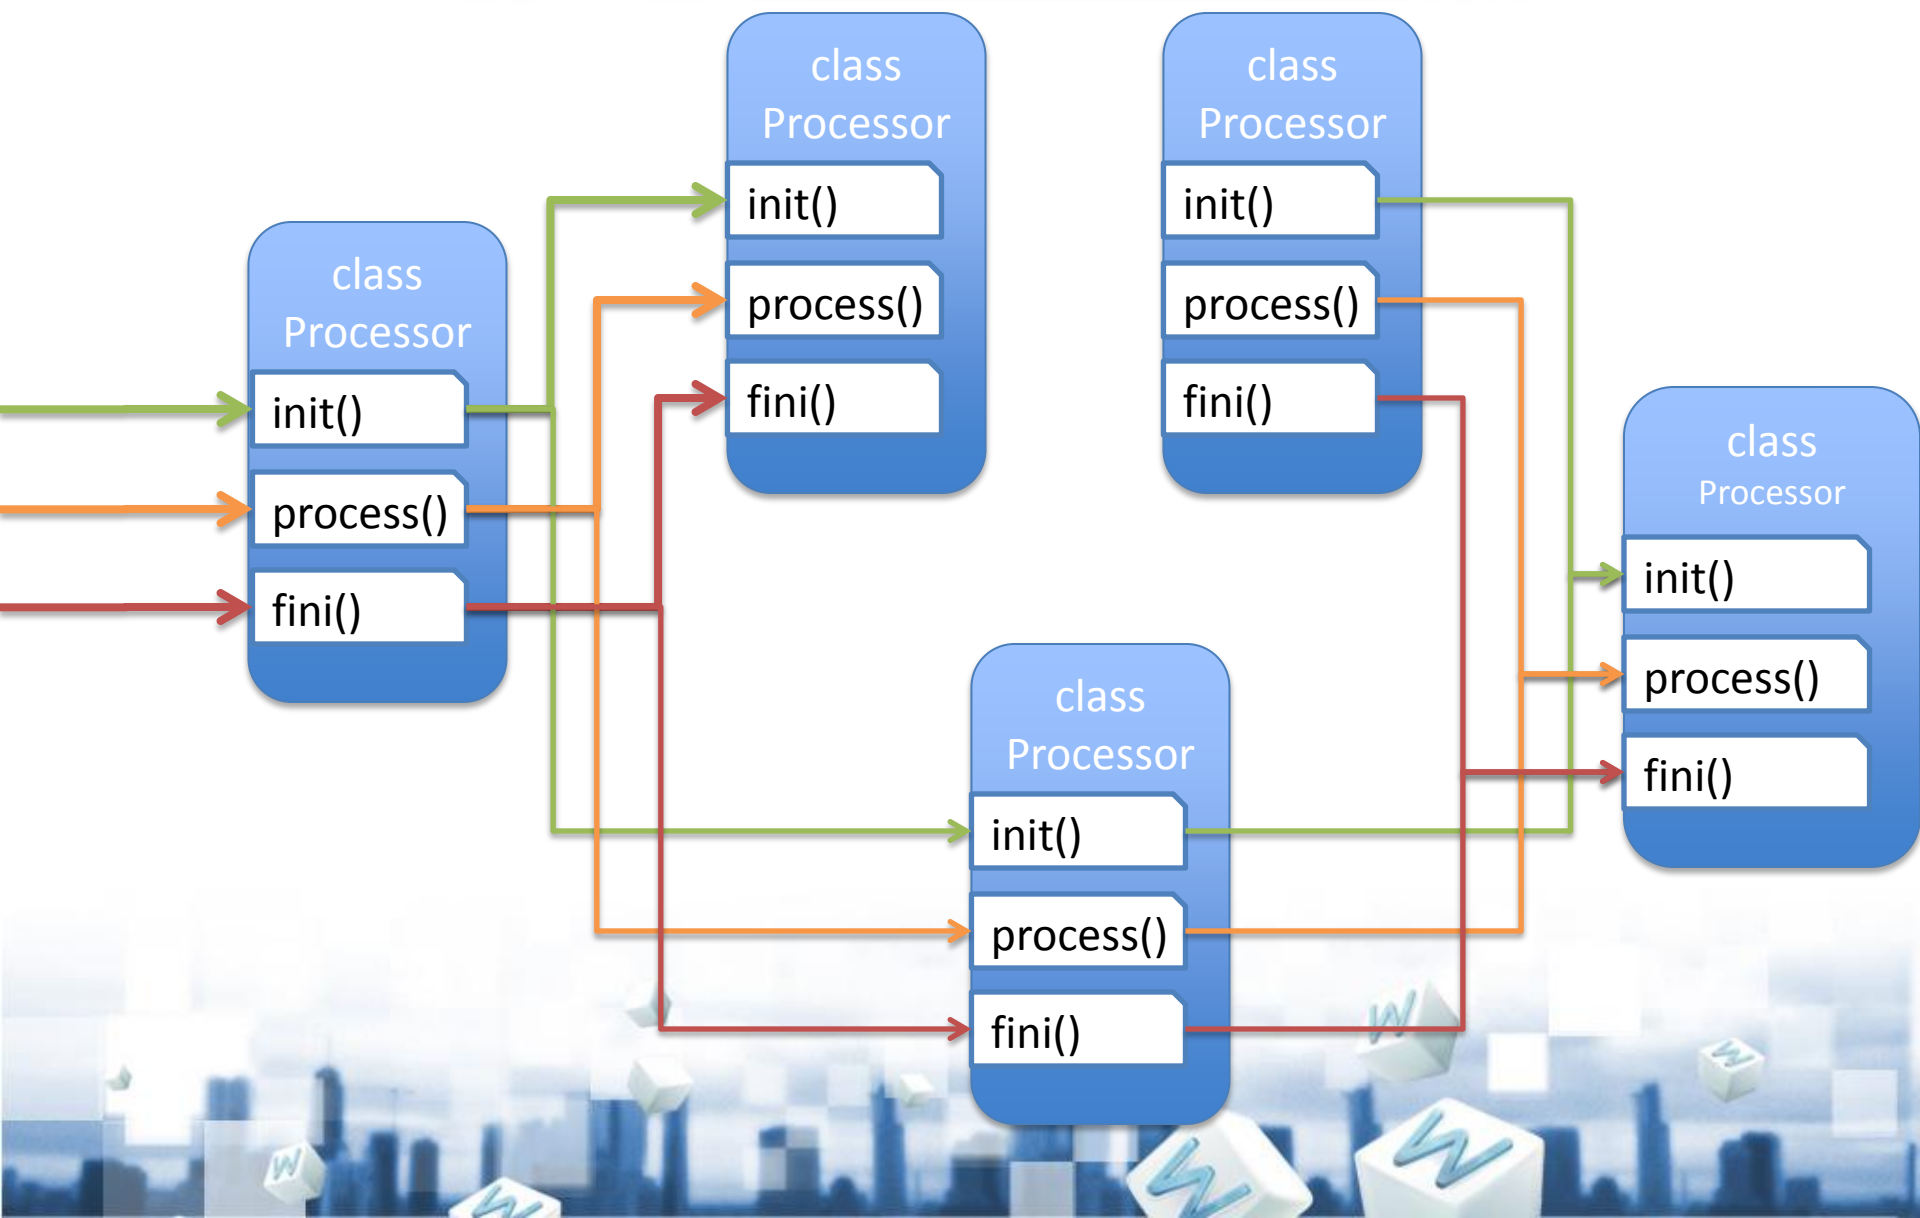 class
Processor
init()
process()
fini()
class
Processor
init()
process()
fini()
class
Processor
init()
process()
fini()
class
Processor
init()
process()
fini()
class
Processor
init()
process()
fini()
W
W
W
W
W
W